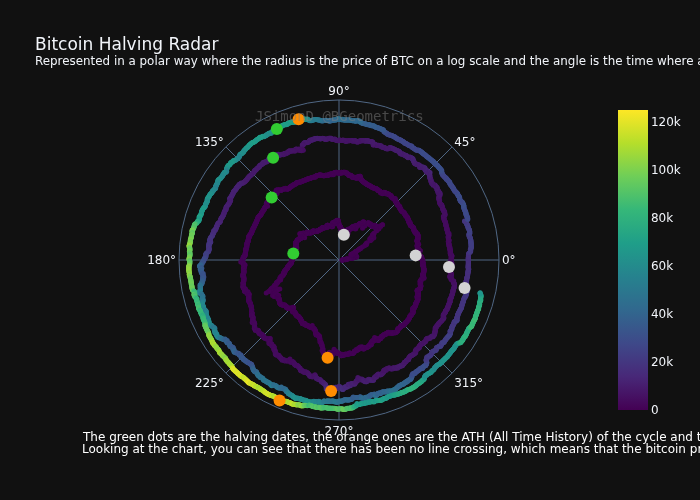 Bitcoin Halving Radar
Represented in a polar way where the radius is the price of BTC on a log scale and the angle is the time where
90°
JSimonD @BGeometrics
135°
45°
120k
100k
80k
180°
0°
60k
40k
20k
225°
315°
0
270°
The green dots are the halving dates, the orange ones are the ATH (All Time History) of the cycle and
Looking at the chart, you can see that there has been no line crossing, which means that the bitcoin